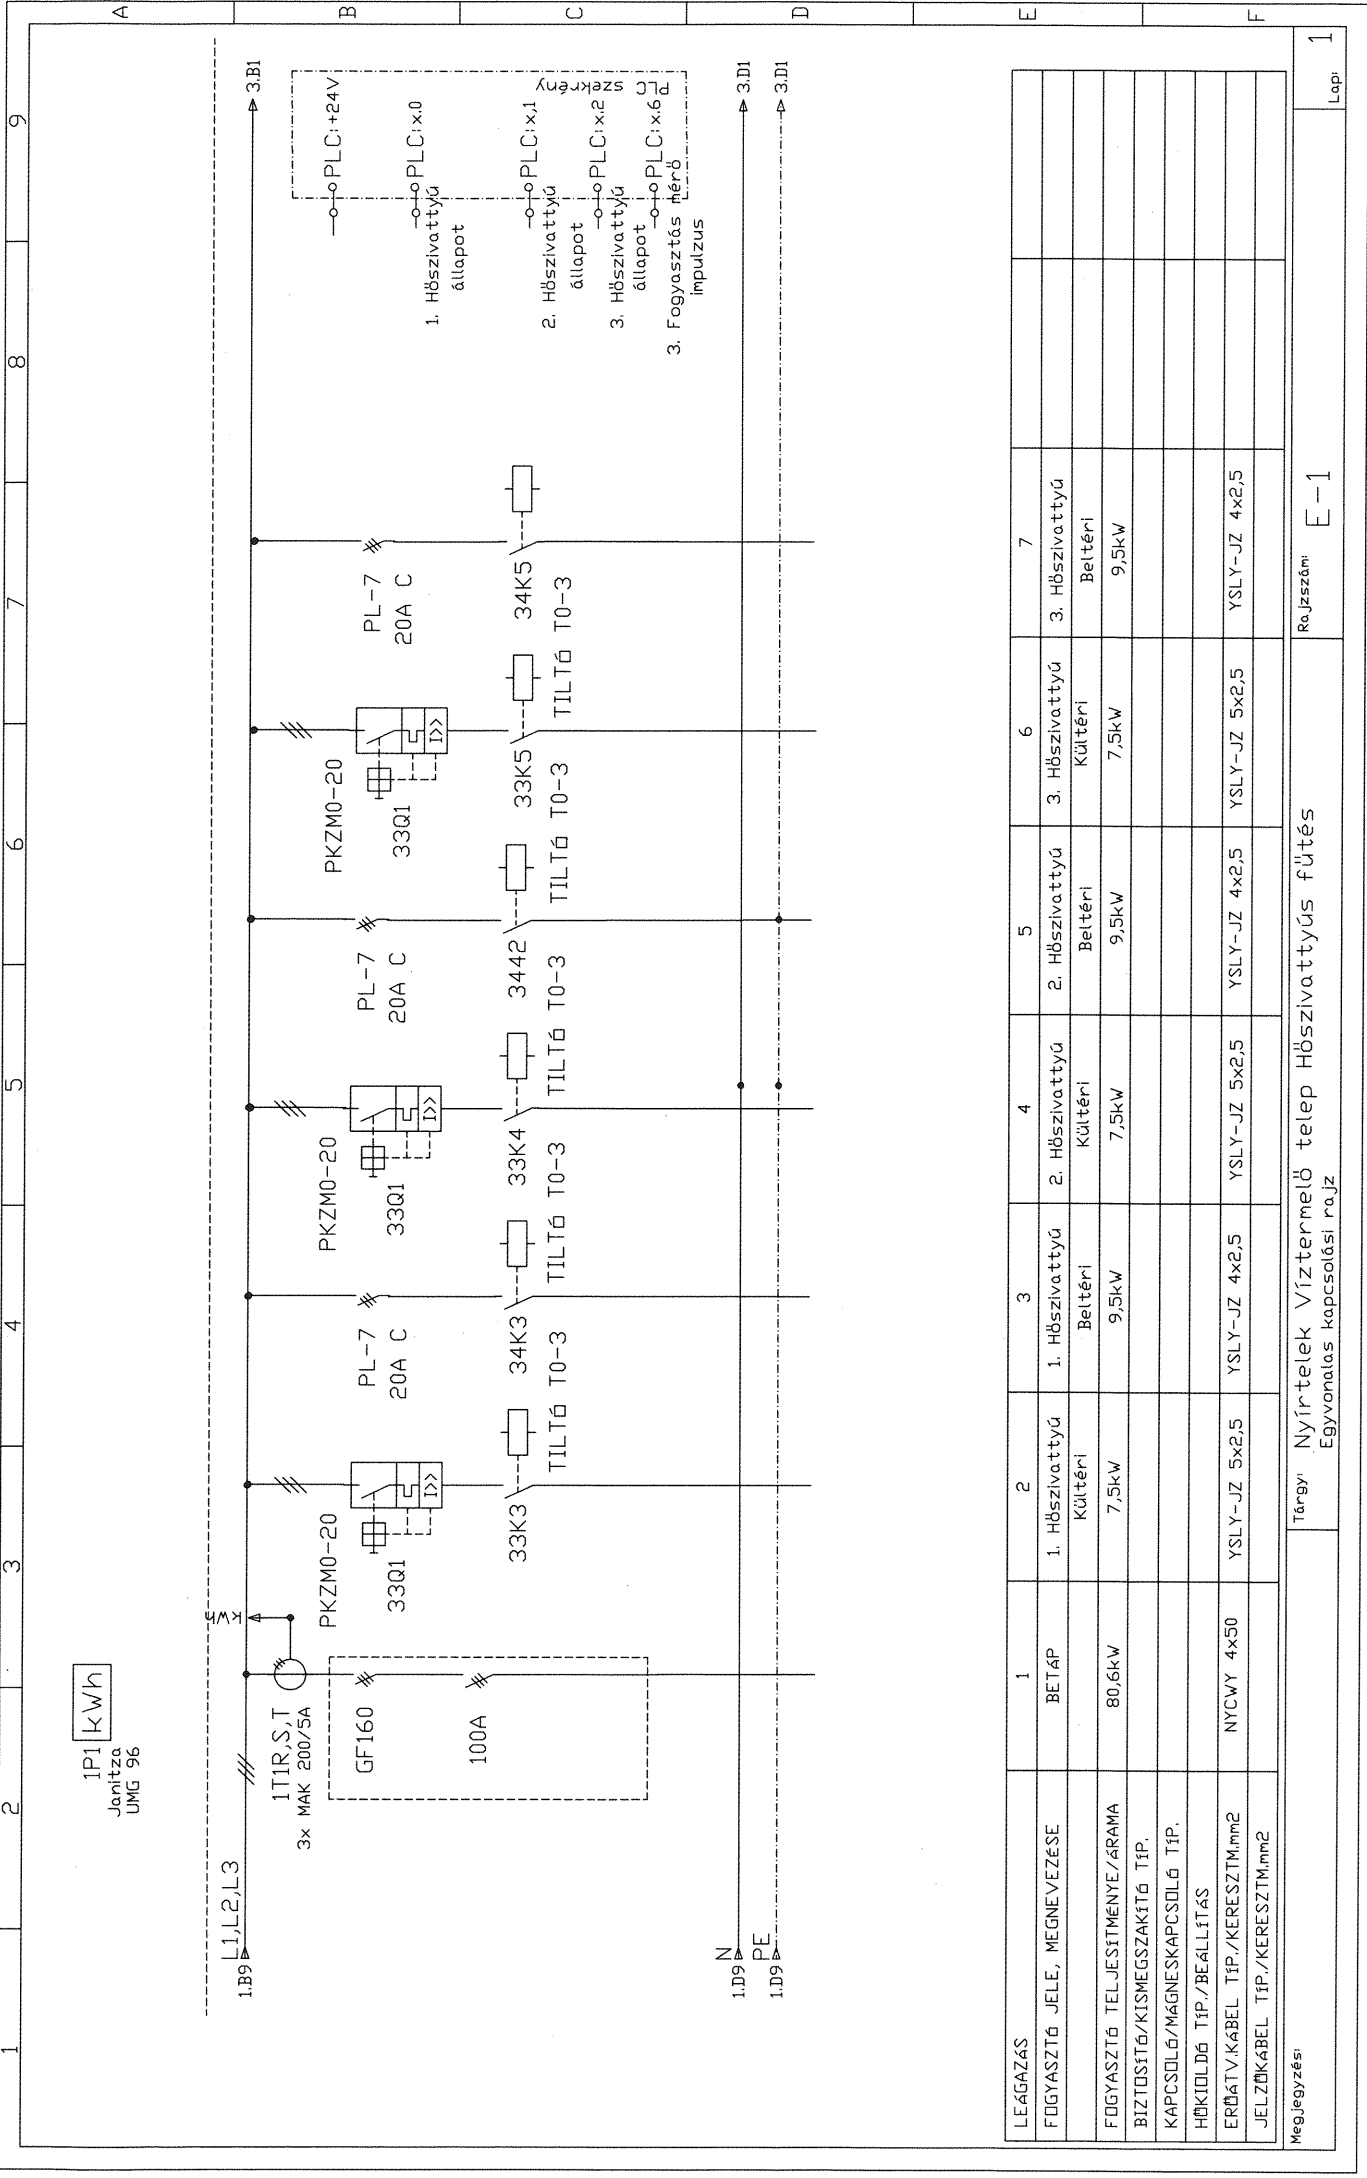 1 2 3 4 5 6 7 8 9
A
B
C
D
E
F
1P1 kWh
Janitza
UMG 96
L1,L2,L3
1.B9
3.B1
kWh
1T1R,S,T
3x MAK 200/5A
GF160
100A
PKZM0-20
33Q1
I>>
33K3
TILTÓ T0-3
PL-7
20A C
34K3
TILTÓ T0-3
PKZM0-20
33Q1
I>>
33K4
TILTÓ T0-3
PL-7
20A C
3442
TILTÓ T0-3
PKZM0-20
33Q1
I>>
33K5
TILTÓ T0-3
PL-7
20A C
34K5
TILTÓ T0-3
PLC:+24V
PLC:x.0
1. Hőszivattyú
állapot
PLC:x,1
2. Hőszivattyú
állapot
PLC:x.2
3. Hőszivattyú
állapot
PLC:x.6
3. Fogyasztás mérő
impulzus
PLC
szekrény
N
1.D9
3.D1
PE
1.D9
3.D1
LEÁGAZÁS 1 2 3 4 5 6 7
FOGYASZTÓ JELE, MEGNEVEZÉSE BETÁP 1. Hőszivattyú 1. Hőszivattyú 2. Hőszivattyú 2. Hőszivattyú 3. Hőszivattyú 3. Hőszivattyú
Kültéri Beltéri Kültéri Beltéri Kültéri Beltéri
FOGYASZTÓ TELJESÍTMÉNYE/ÁRAMA 80,6kW 7,5kW 9,5kW 7,5kW 9,5kW 7,5kW 9,5kW
BIZTOSÍTÓ/KISMEGSZAKÍTÓ TÍP.
KAPCSOLÓ/MÁGNESKAPCSOLÓ TÍP.
HŐKIOLDÓ TÍP./BEÁLLÍTÁS
ERŐÁTV.KÁBEL TÍP./KERESZTM.mm2 NYCWY 4x50 YSLY-JZ 5x2,5 YSLY-JZ 4x2,5 YSLY-JZ 5x2,5 YSLY-JZ 4x2,5 YSLY-JZ 5x2,5 YSLY-JZ 4x2,5
JELZŐKÁBEL TÍP./KERESZTM.mm2
Megjegyzés:
Tárgy: Nyírtelek Víztermelő telep Hőszivattyús fűtés
Egyvonalas kapcsolási rajz
Rajzszám: E-1
Lap: 1